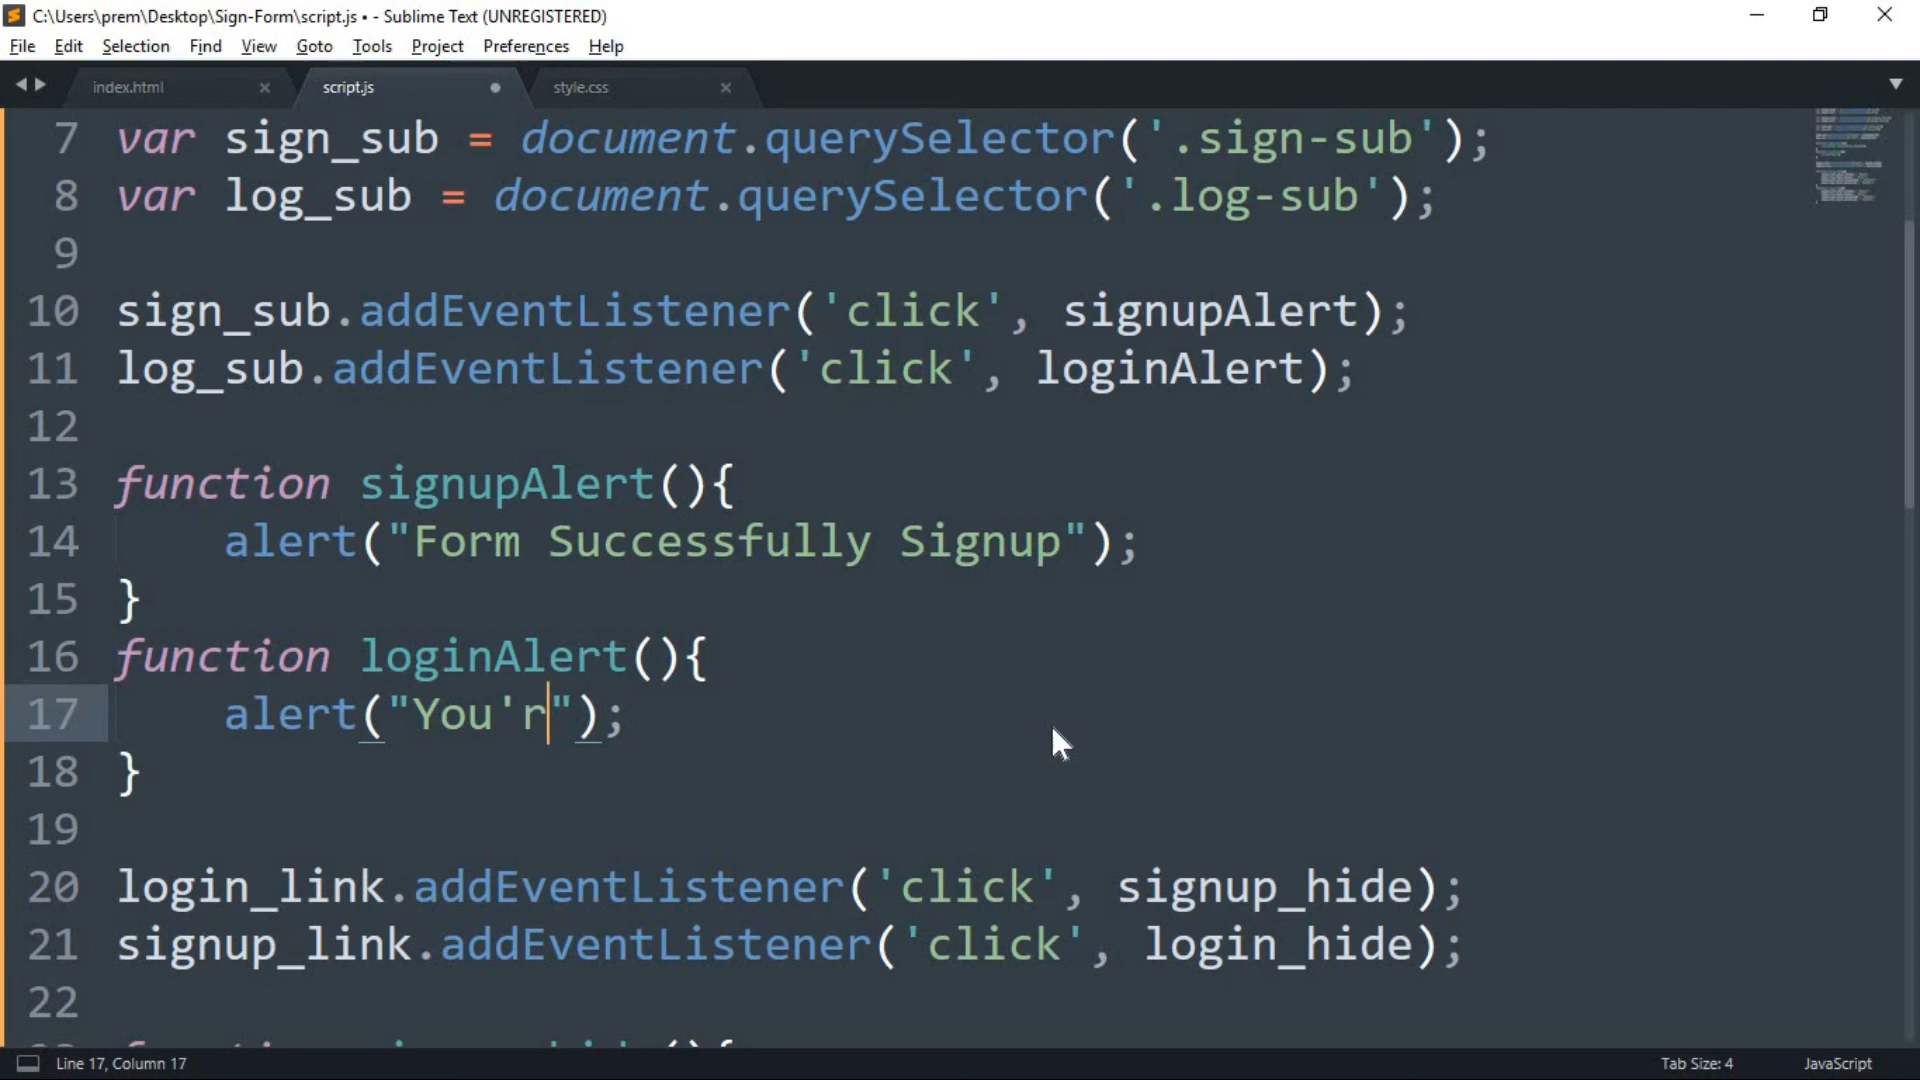 C:\Users\prem\Desktop\Sign-Form\script.js • - Sublime Text (UNREGISTERED)
File Edit Selection Find View Goto Tools Project Preferences Help
index.html × script.js style.css ×
7 var sign_sub = document.querySelector('.sign-sub');
8 var log_sub = document.querySelector('.log-sub');
9
10 sign_sub.addEventListener('click', signupAlert);
11 log_sub.addEventListener('click', loginAlert);
12
13 function signupAlert(){
14 alert("Form Successfully Signup");
15 }
16 function loginAlert(){
17 alert("You'r");
18 }
19
20 login_link.addEventListener('click', signup_hide);
21 signup_link.addEventListener('click', login_hide);
22
Line 17, Column 17
Tab Size: 4 JavaScript